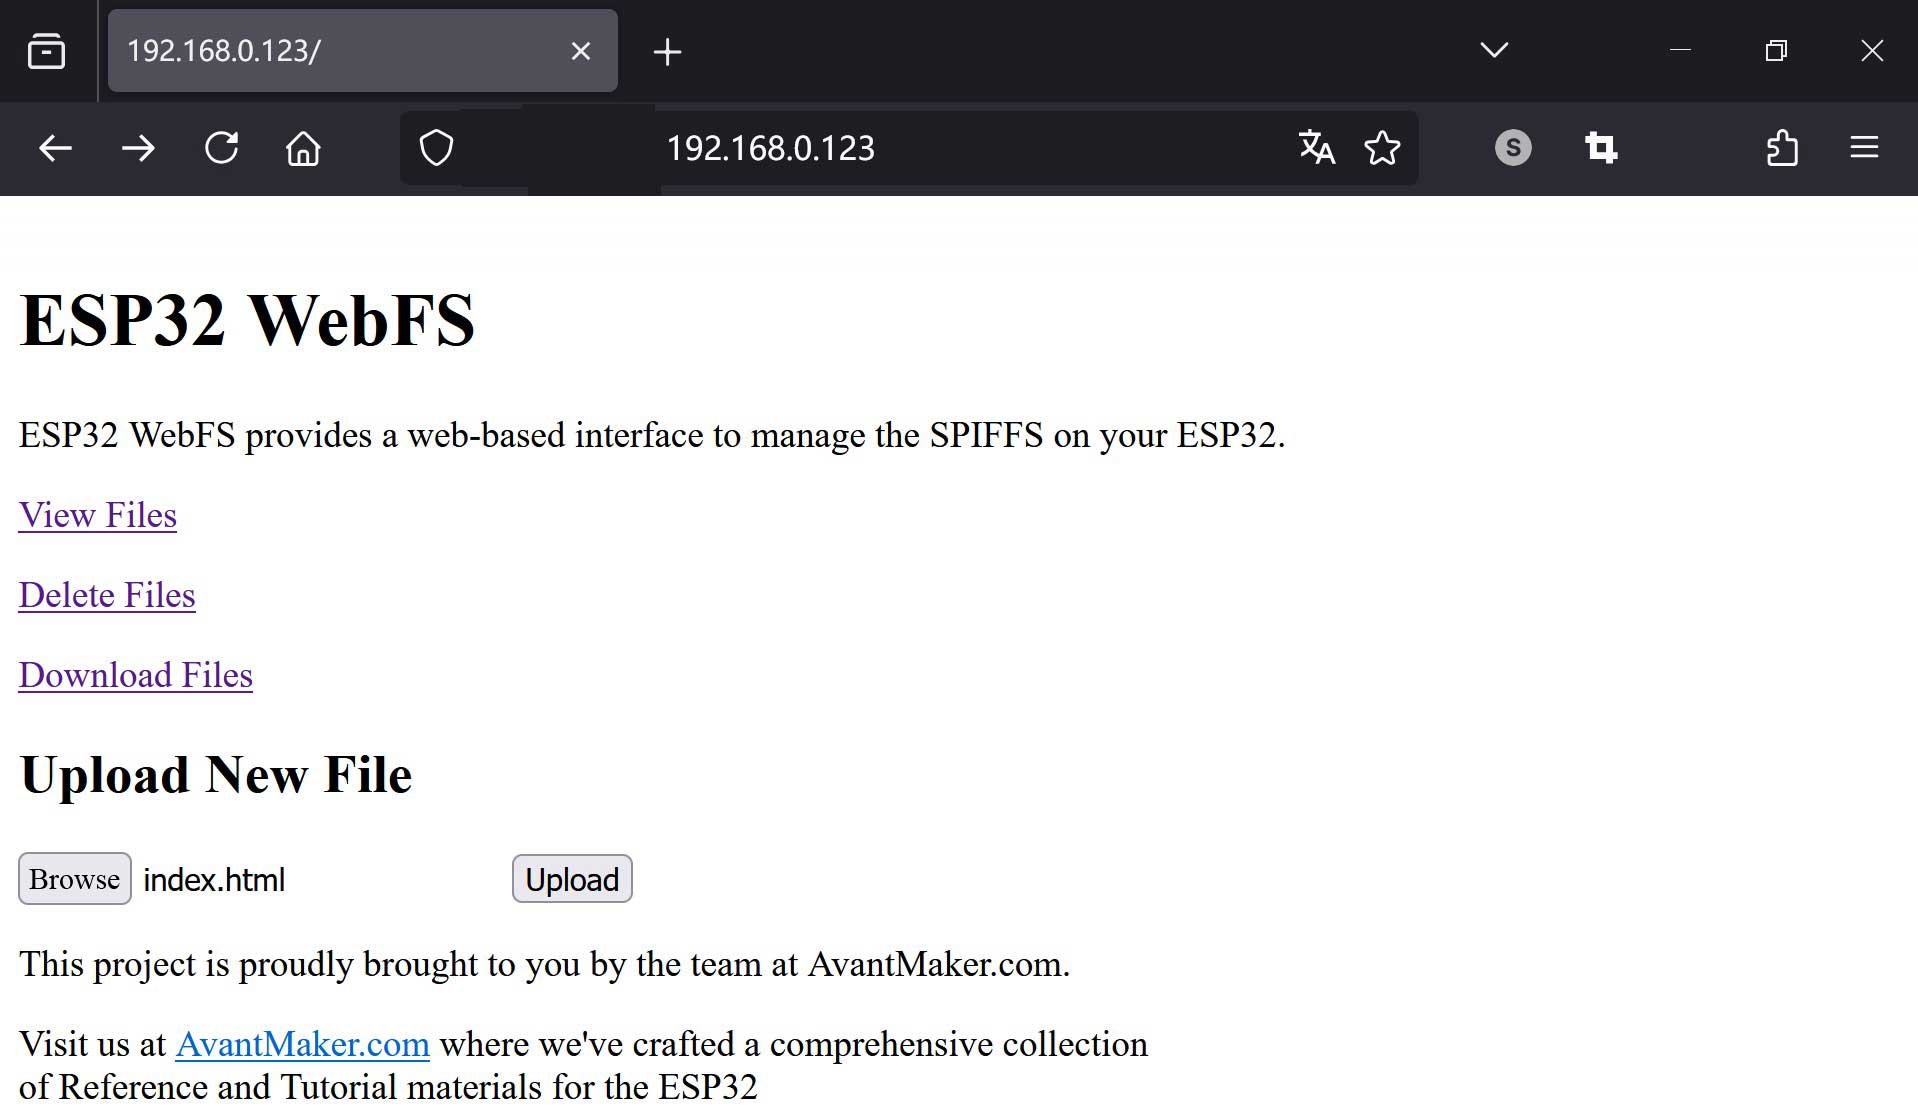 192.168.0.123/
192.168.0.123
S
ESP32 WebFS
ESP32 WebFS provides a web-based interface to manage the SPIFFS on your ESP32.
View Files
Delete Files
Download Files
Upload New File
Browse index.html Upload
This project is proudly brought to you by the team at AvantMaker.com.
Visit us at AvantMaker.com where we've crafted a comprehensive collection
of Reference and Tutorial materials for the ESP32